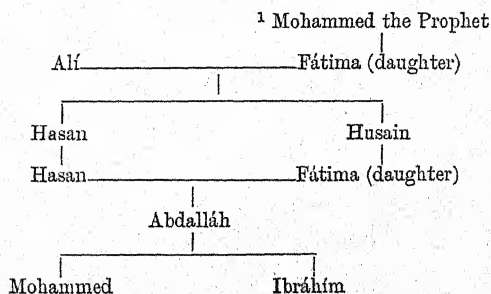 ¹ Mohammed the Prophet
Alí Fátima (daughter)
Hasan Husain
Hasan Fátima (daughter)
Abdalláh
Mohammed Ibráhím